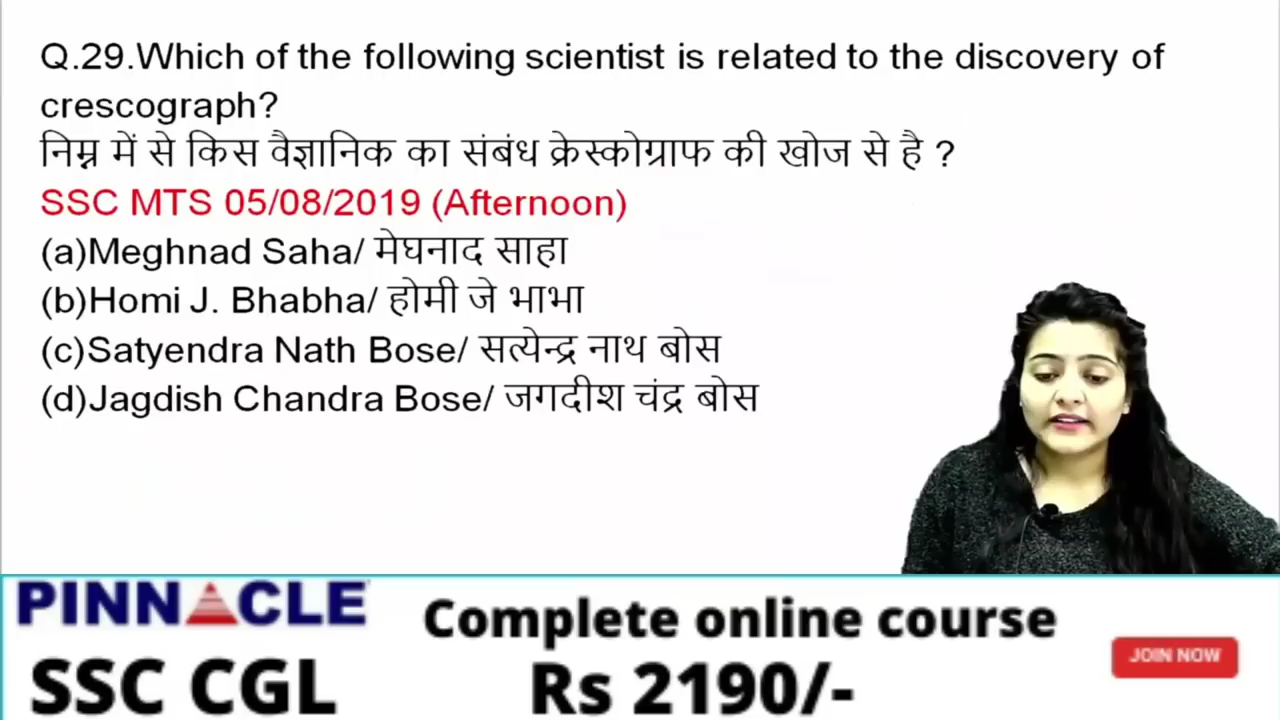 Q.29.Which of the following scientist is related to the discovery of
crescograph?
निम्न में से किस वैज्ञानिक का संबंध क्रेस्कोग्राफ की खोज से है ?
SSC MTS 05/08/2019 (Afternoon)
(a)Meghnad Saha/ मेघनाद साहा
(b)Homi J. Bhabha/ होमी जे भाभा
(c)Satyendra Nath Bose/ सत्येन्द्र नाथ बोस
(d)Jagdish Chandra Bose/ जगदीश चंद्र बोस
PINNACLE
SSC CGL
Complete online course
Rs 2190/-
JOIN NOW